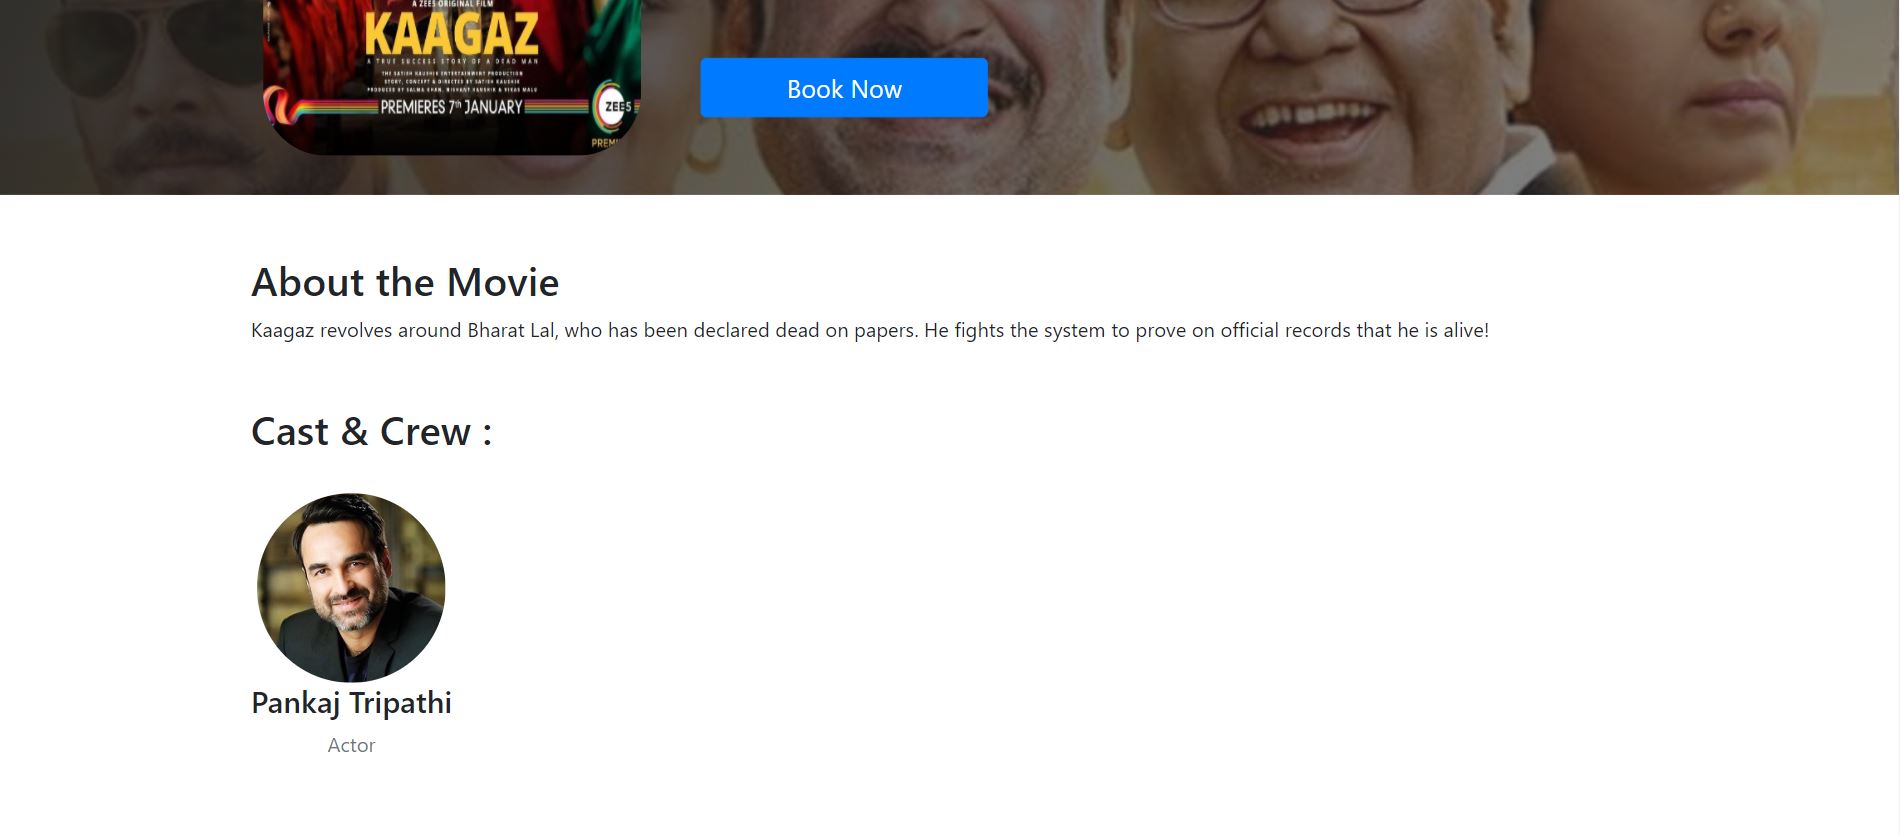 A ZEE5 ORIGINAL FILM
KAAGAZ
A TRUE SUCCESS STORY OF A DEAD MAN
THE SATISH KAUSHIK ENTERTAINMENT PRODUCTION
STORY, CONCEPT & DIRECTED BY SATISH KAUSHIK
PRODUCED BY SALMA KHAN, NISHANT KAUSHIK & VIKAS MALU
PREMIERES 7th JANUARY
ZEE5
Book Now
About the Movie
Kaagaz revolves around Bharat Lal, who has been declared dead on papers. He fights the system to prove on official records that he is alive!
Cast & Crew :
Pankaj Tripathi
Actor